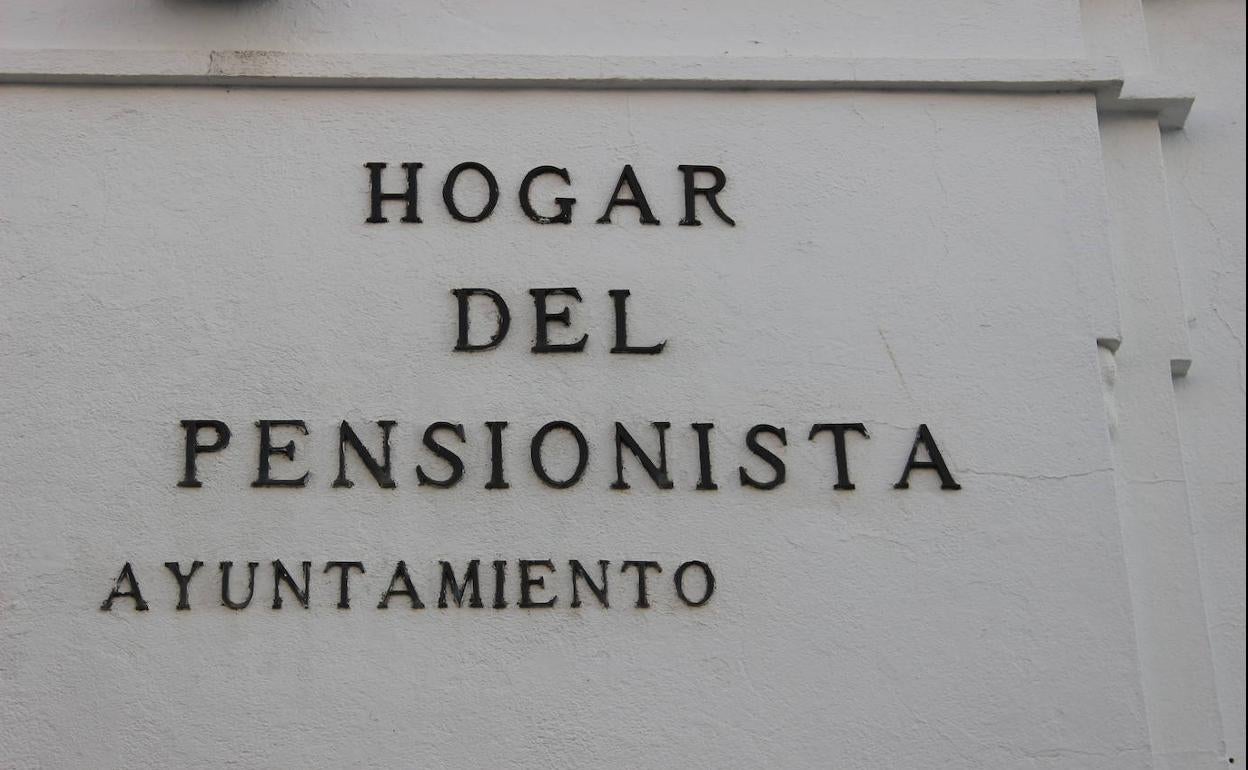 HOGAR
DEL
PENSIONISTA
AYUNTAMIENTO